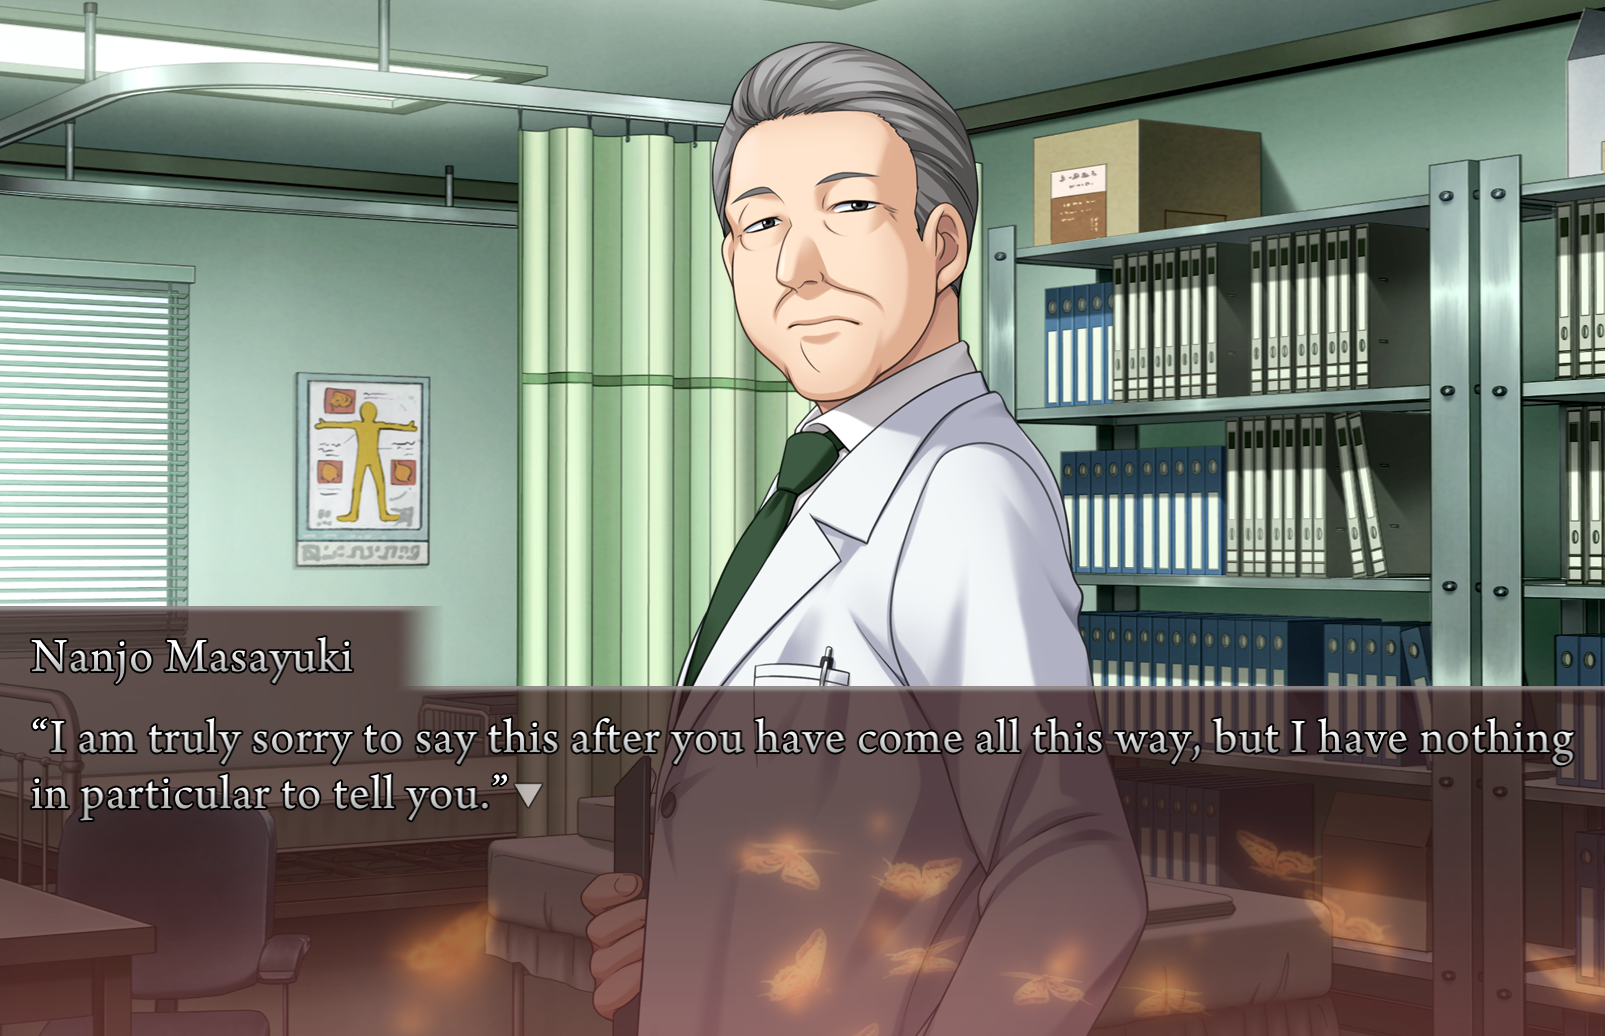 Nanjo Masayuki
“I am truly sorry to say this after you have come all this way, but I have nothing
in particular to tell you.”